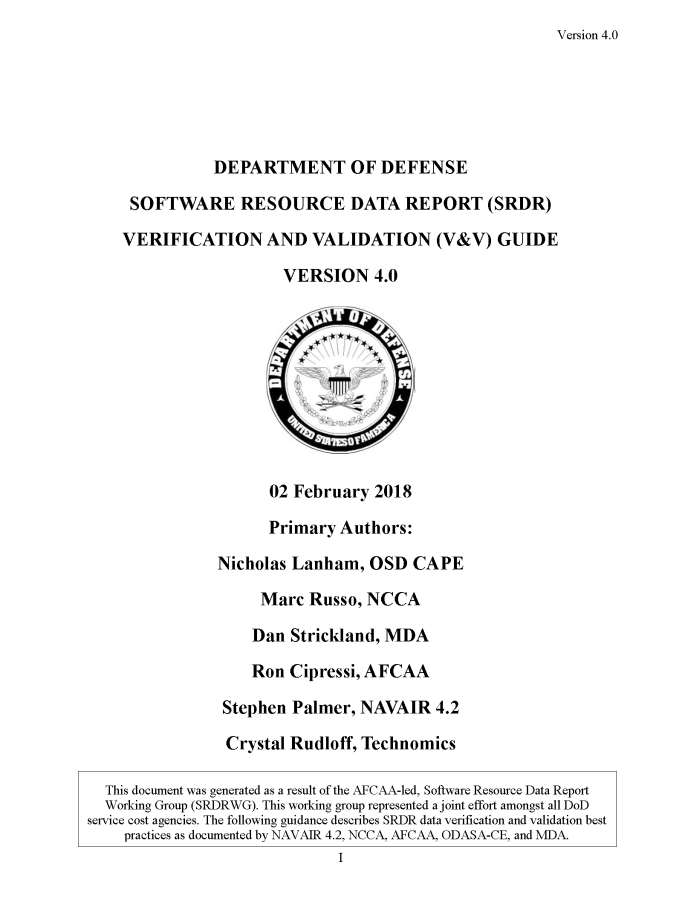 Version 4.0
DEPARTMENT OF DEFENSE
SOFTWARE RESOURCE DATA REPORT (SRDR)
VERIFICATION AND VALIDATION (V&V) GUIDE
VERSION 4.0
DEPARTMENT OF DEFENSE
UNITED STATES OF AMERICA
02 February 2018
Primary Authors:
Nicholas Lanham, OSD CAPE
Marc Russo, NCCA
Dan Strickland, MDA
Ron Cipressi, AFCAA
Stephen Palmer, NAVAIR 4.2
Crystal Rudloff, Technomics
This document was generated as a result of the AFCAA-led, Software Resource Data Report
Working Group (SRDRWG). This working group represented a joint effort amongst all DoD
service cost agencies. The following guidance describes SRDR data verification and validation best
practices as documented by NAVAIR 4.2, NCCA, AFCAA, ODASA-CE, and MDA.
I